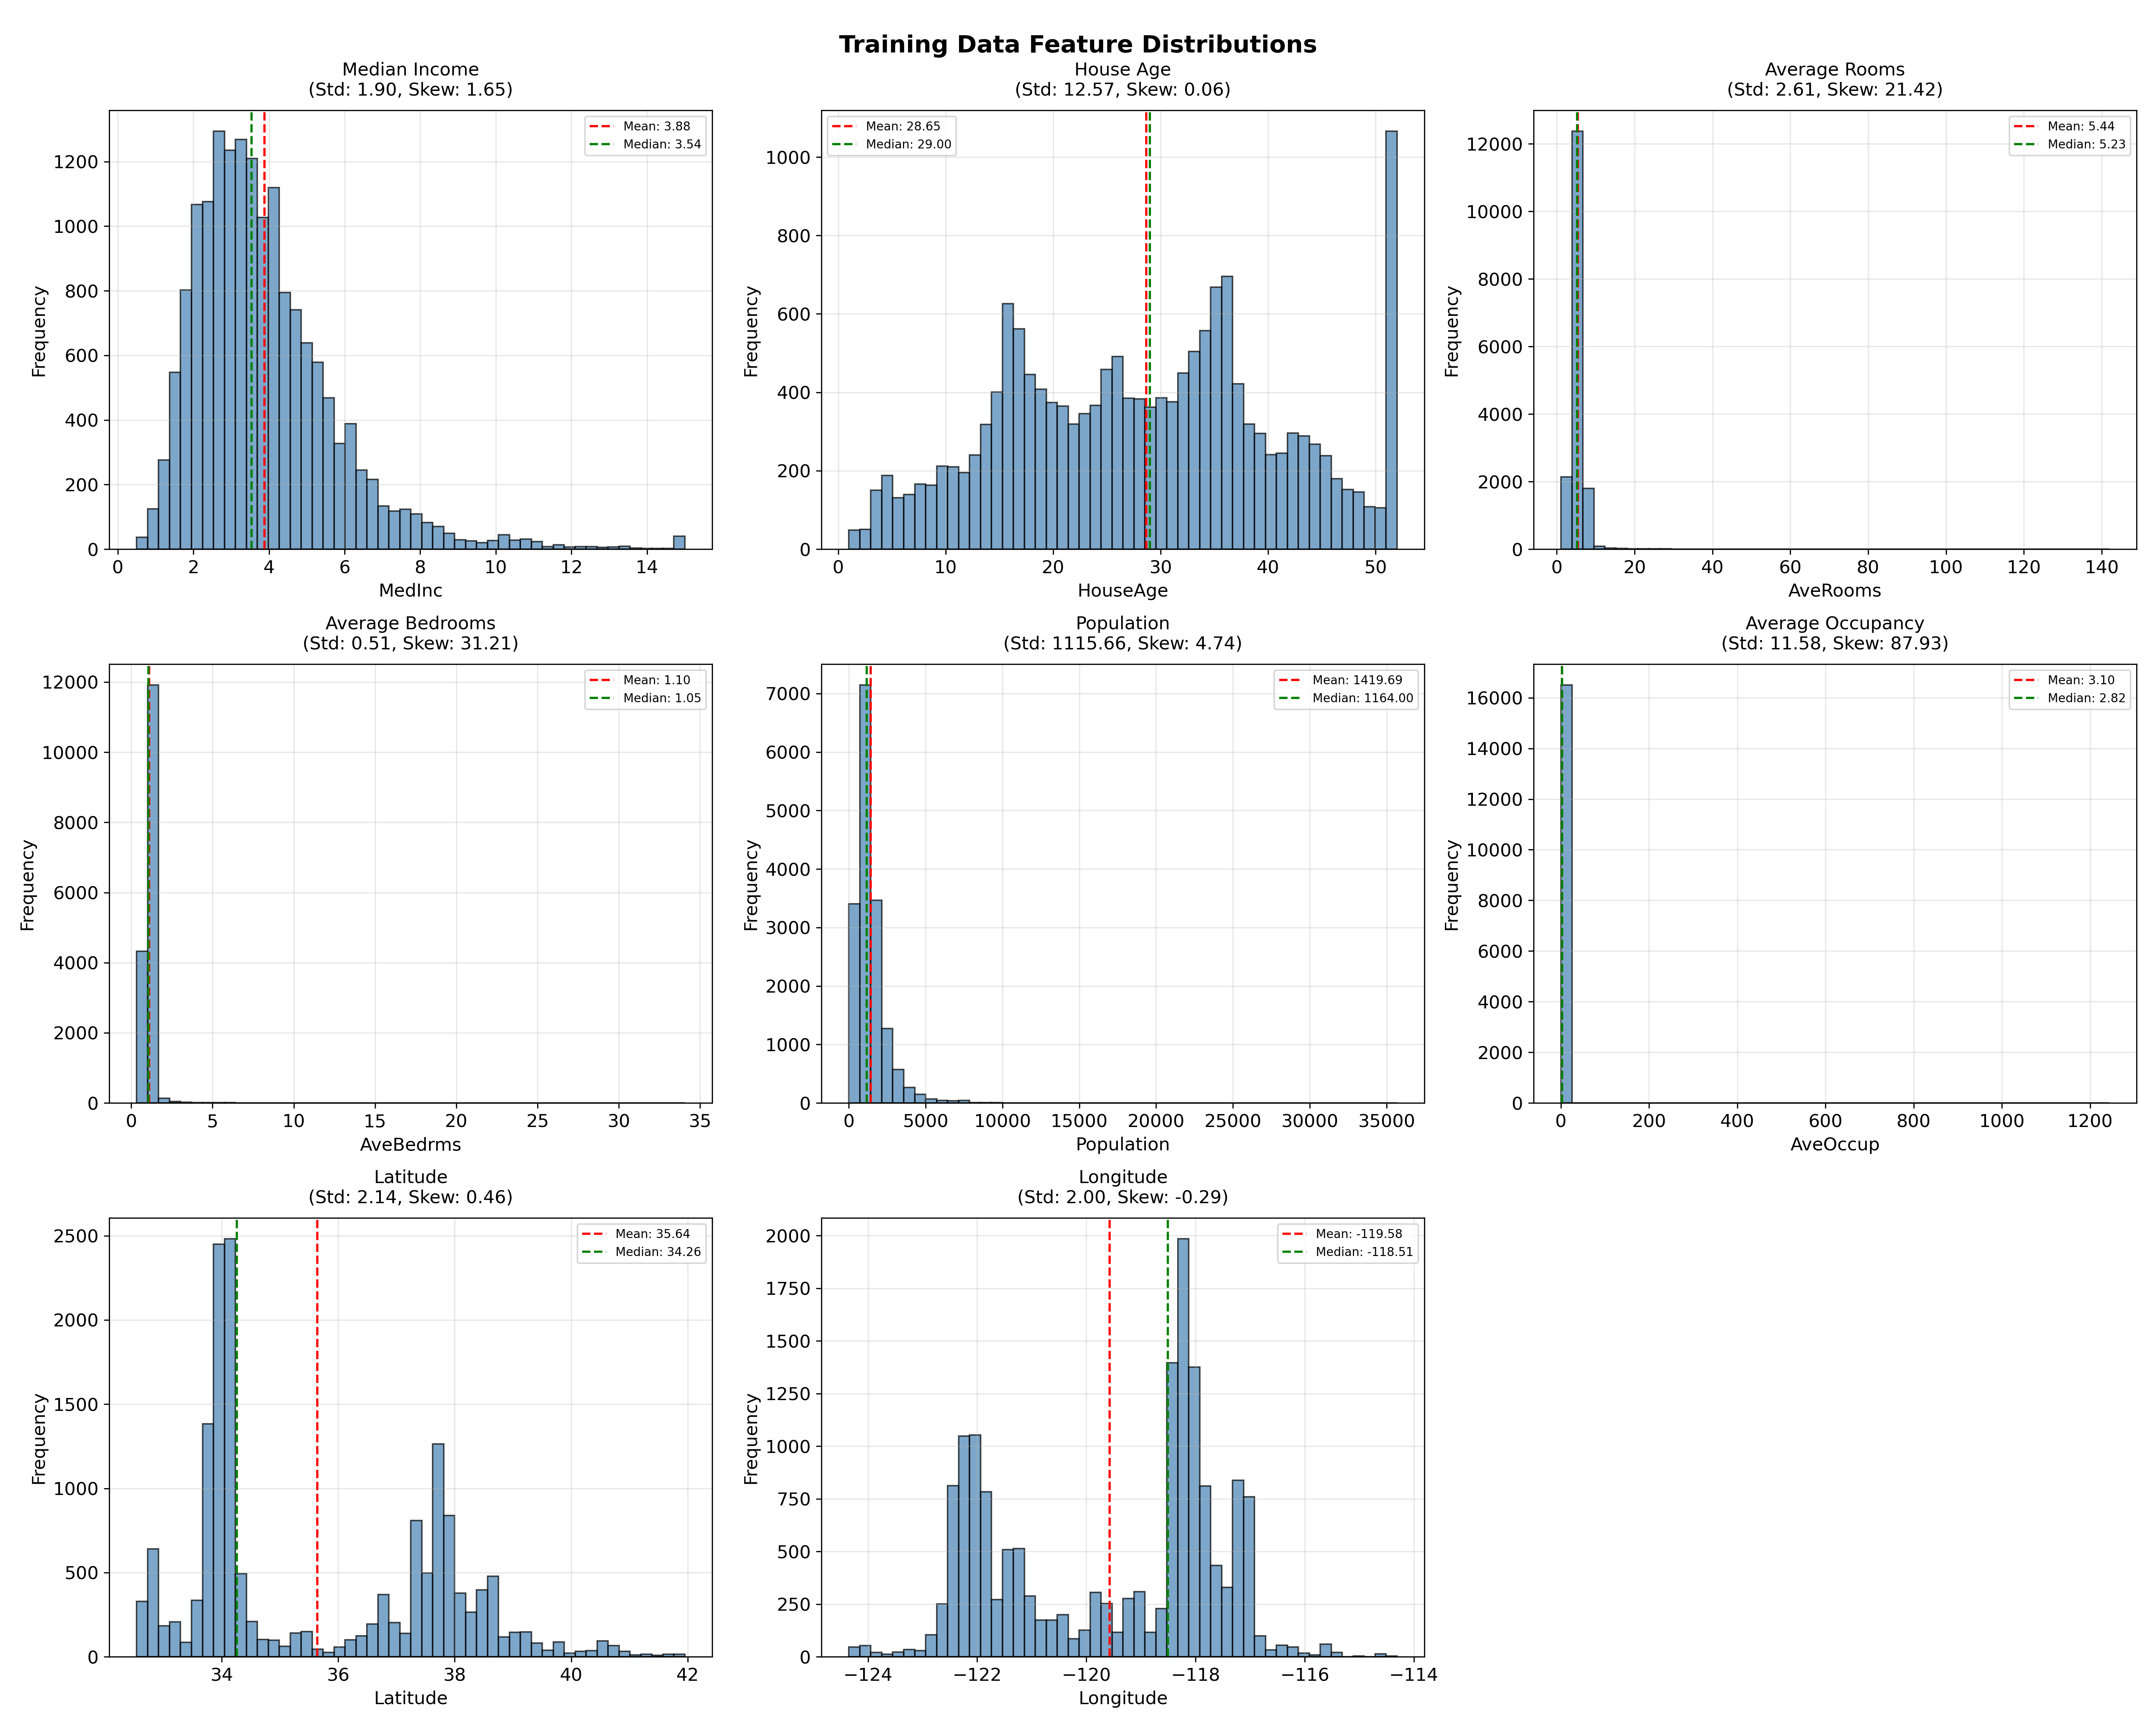 Training Data Feature Distributions
Median Income
(Std: 1.90, Skew: 1.65)
Mean: 3.88
Median: 3.54
Frequency
1200
1000
800
600
400
200
0
0 2 4 6 8 10 12 14
MedInc
House Age
(Std: 12.57, Skew: 0.06)
Mean: 28.65
Median: 29.00
Frequency
1000
800
600
400
200
0
0 10 20 30 40 50
HouseAge
Average Rooms
(Std: 2.61, Skew: 21.42)
Mean: 5.44
Median: 5.23
Frequency
12000
10000
8000
6000
4000
2000
0
0 20 40 60 80 100 120 140
AveRooms
Average Bedrooms
(Std: 0.51, Skew: 31.21)
Mean: 1.10
Median: 1.05
Frequency
12000
10000
8000
6000
4000
2000
0
0 5 10 15 20 25 30 35
AveBedrms
Population
(Std: 1115.66, Skew: 4.74)
Mean: 1419.69
Median: 1164.00
Frequency
7000
6000
5000
4000
3000
2000
1000
0
0 5000 10000 15000 20000 25000 30000 35000
Population
Average Occupancy
(Std: 11.58, Skew: 87.93)
Mean: 3.10
Median: 2.82
Frequency
16000
14000
12000
10000
8000
6000
4000
2000
0
0 200 400 600 800 1000 1200
AveOccup
Latitude
(Std: 2.14, Skew: 0.46)
Mean: 35.64
Median: 34.26
Frequency
2500
2000
1500
1000
500
0
34 36 38 40 42
Latitude
Longitude
(Std: 2.00, Skew: -0.29)
Mean: -119.58
Median: -118.51
Frequency
2000
1750
1500
1250
1000
750
500
250
0
−124 −122 −120 −118 −116 −114
Longitude